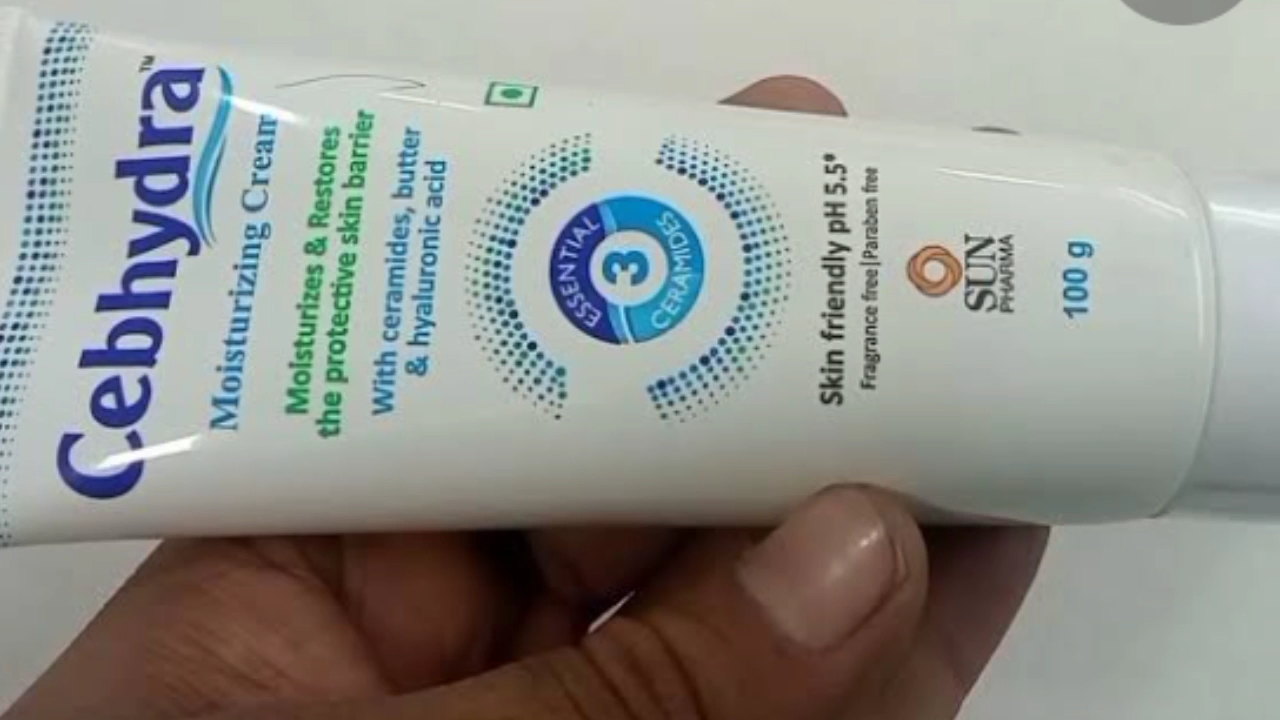 Cebhydra™
Moisturizing Cream
Moisturizes & Restores
the protective skin barrier
With ceramides, butter
& hyaluronic acid
ESSENTIAL
3
CERAMIDES
Skin friendly pH 5.5*
Fragrance free|Paraben free
SUN
PHARMA
100 g